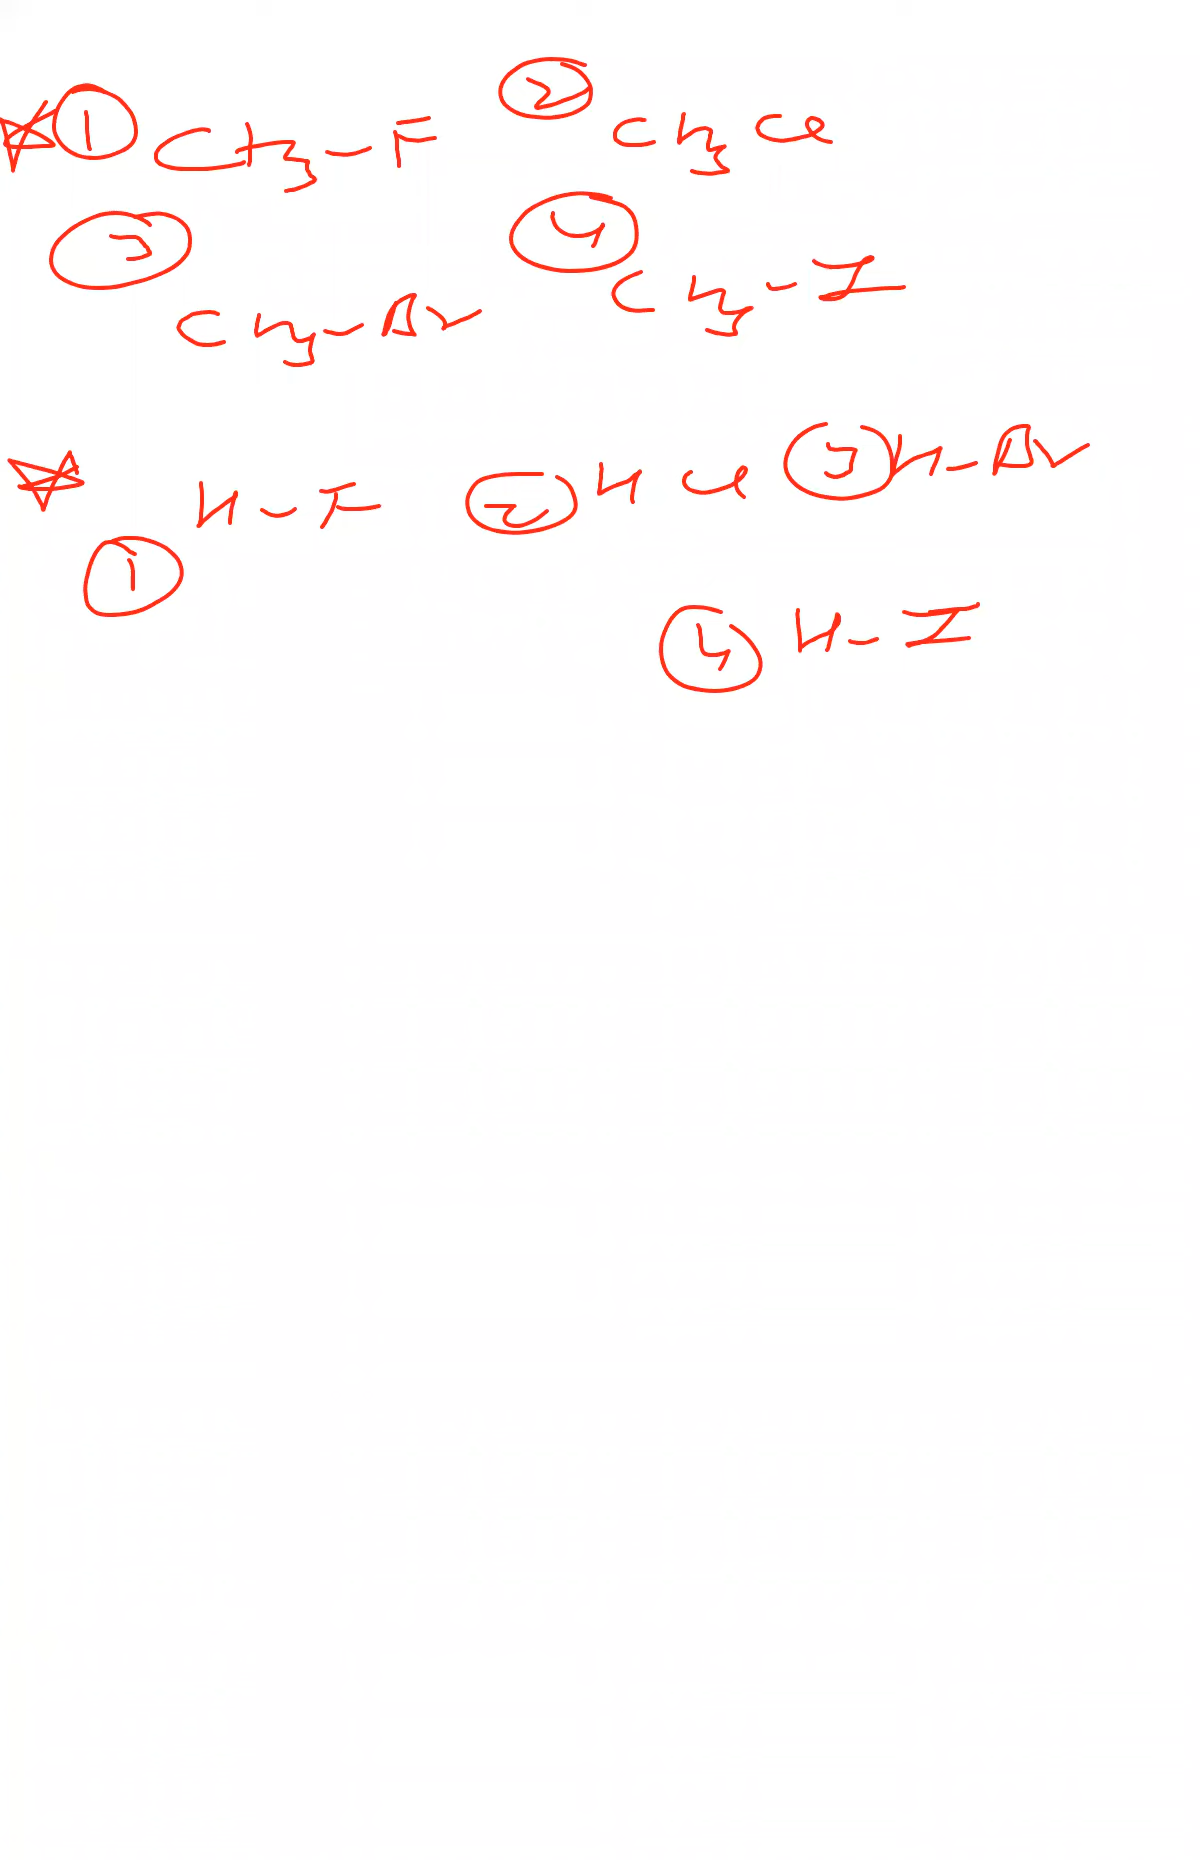 ① CH3-F ② CH3Cl
③ CH3-Br ④ CH3-I
① H-F ② HCl ③ H-Br
④ H-I